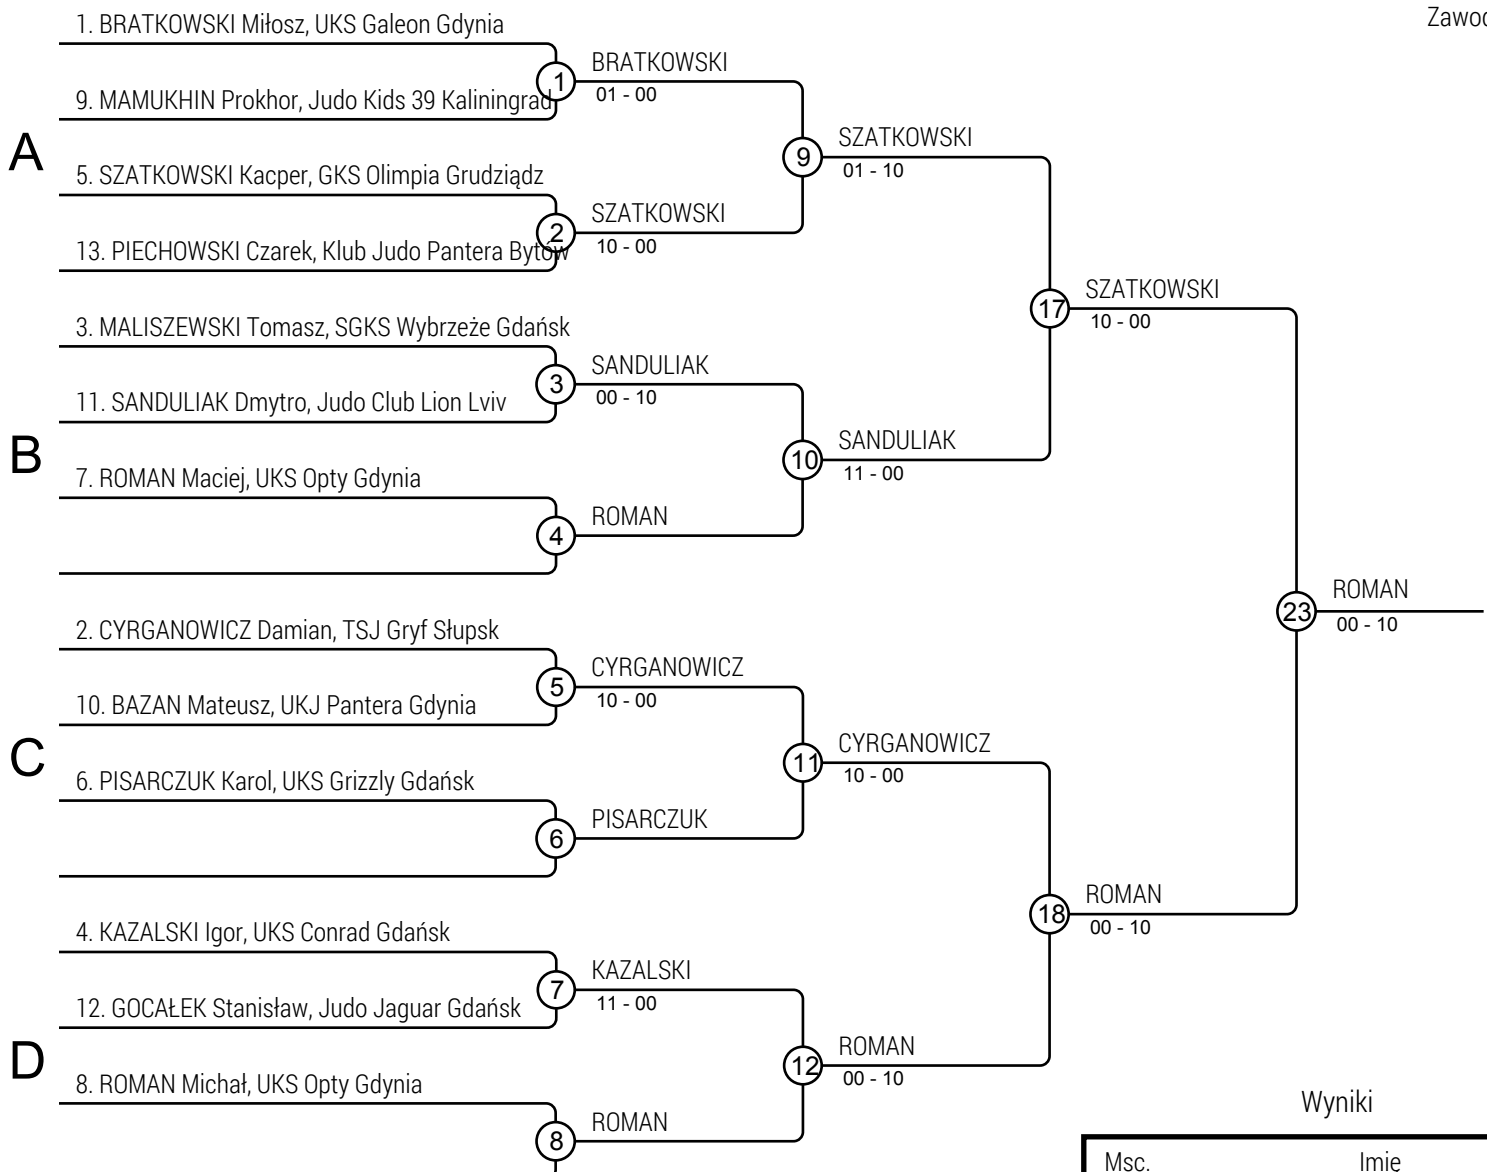 Zawod
1. BRATKOWSKI Miłosz, UKS Galeon Gdynia
1
BRATKOWSKI
01 - 00
9. MAMUKHIN Prokhor, Judo Kids 39 Kaliningrad
A
9
SZATKOWSKI
01 - 10
5. SZATKOWSKI Kacper, GKS Olimpia Grudziądz
2
SZATKOWSKI
10 - 00
13. PIECHOWSKI Czarek, Klub Judo Pantera Bytów
17
SZATKOWSKI
10 - 00
3. MALISZEWSKI Tomasz, SGKS Wybrzeże Gdańsk
3
SANDULIAK
00 - 10
11. SANDULIAK Dmytro, Judo Club Lion Lviv
B
10
SANDULIAK
11 - 00
7. ROMAN Maciej, UKS Opty Gdynia
4
ROMAN
23
ROMAN
00 - 10
2. CYRGANOWICZ Damian, TSJ Gryf Słupsk
5
CYRGANOWICZ
10 - 00
10. BAZAN Mateusz, UKJ Pantera Gdynia
C
11
CYRGANOWICZ
10 - 00
6. PISARCZUK Karol, UKS Grizzly Gdańsk
6
PISARCZUK
18
ROMAN
00 - 10
4. KAZALSKI Igor, UKS Conrad Gdańsk
7
KAZALSKI
11 - 00
12. GOCAŁEK Stanisław, Judo Jaguar Gdańsk
D
12
ROMAN
00 - 10
8. ROMAN Michał, UKS Opty Gdynia
8
ROMAN
Wyniki
Msc. Imię